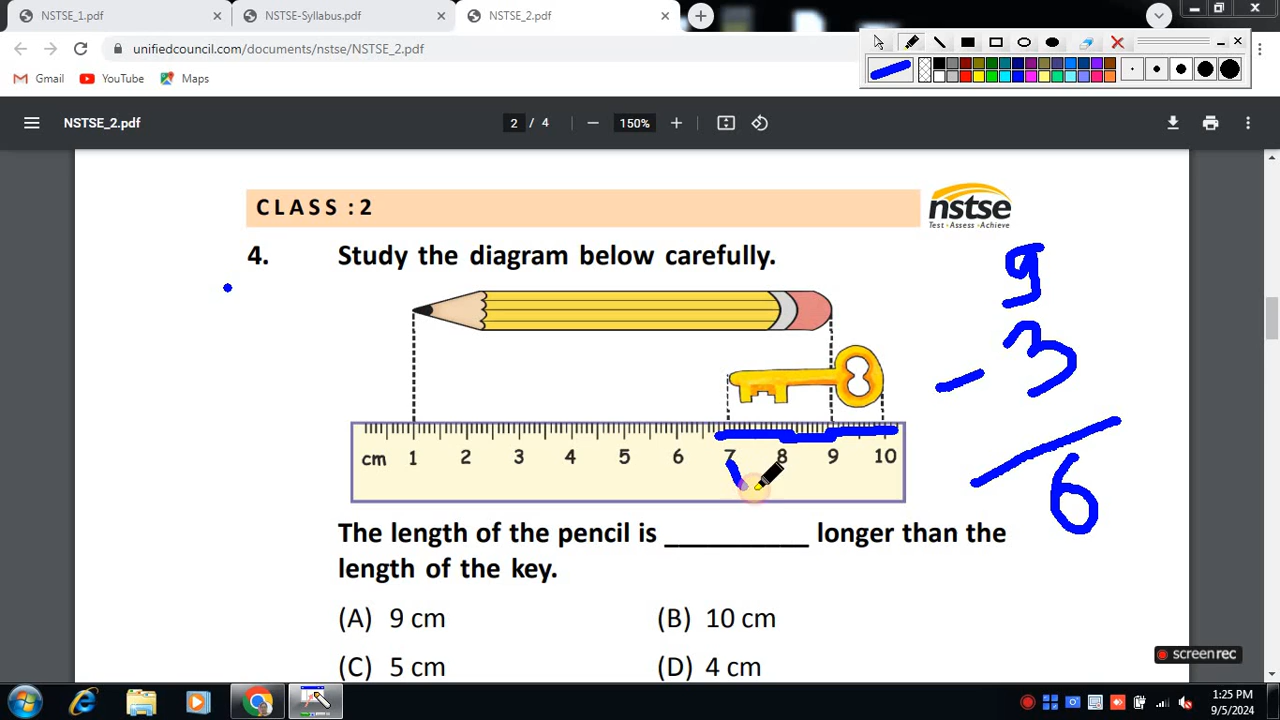 NSTSE_1.pdf
NSTSE-Syllabus.pdf
NSTSE_2.pdf
unifiedcouncil.com/documents/nstse/NSTSE_2.pdf
Gmail YouTube Maps
NSTSE_2.pdf 2 / 4 150%
CLASS : 2
nstse
Test . Assess . Achieve
4. Study the diagram below carefully.
9
- 3
6
cm 1 2 3 4 5 6 7 8 9 10
The length of the pencil is __________ longer than the
length of the key.
(A) 9 cm (B) 10 cm
(C) 5 cm (D) 4 cm
screenrec
1:25 PM
9/5/2024